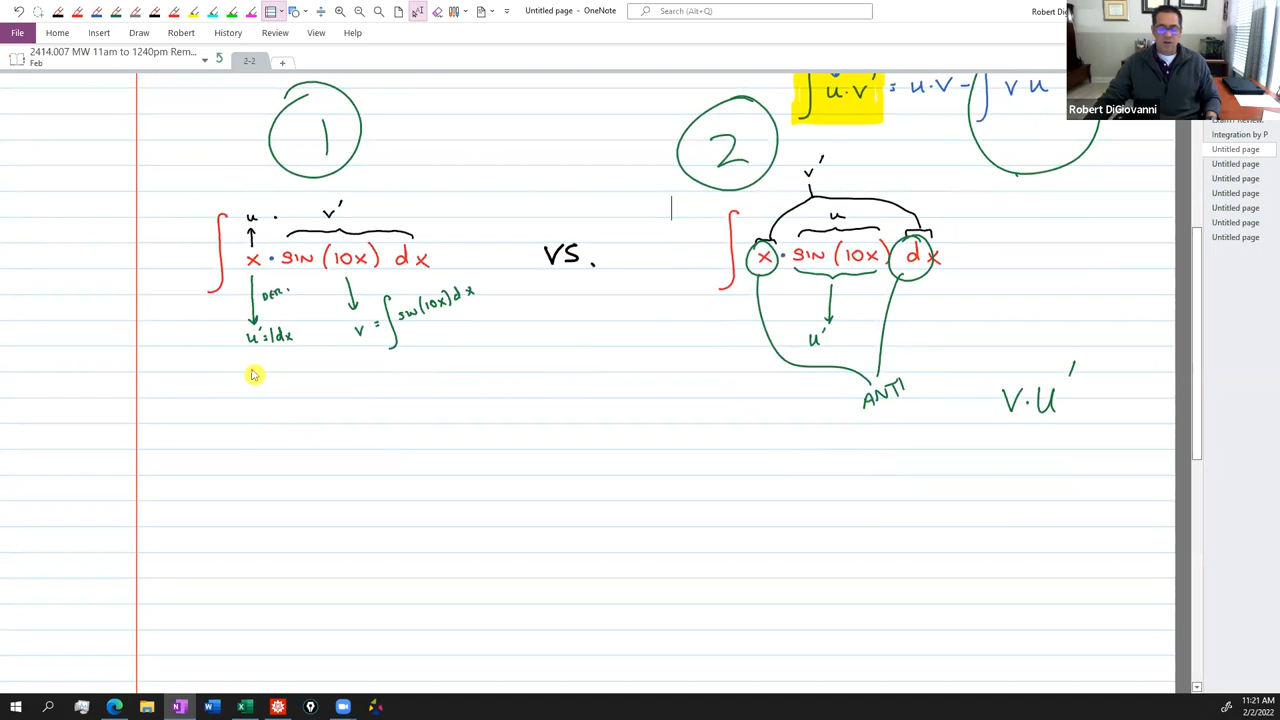 Untitled page - OneNote
Search (Alt+Q)
Robert Di
File Home Insert Draw Robert History Review View Help
2414.007 MW 11am to 1240pm Rem...
Feb
5
2-2
+
Robert DiGiovanni
Integration by P
Untitled page
Untitled page
Untitled page
Untitled page
Untitled page
Untitled page
Untitled page
1
2
∫ u·v' = u·v - ∫ v u
u · v'
∫ x · sin (10x) dx
DER.
u' = 1dx
v = ∫ sin(10x) dx
vs.
v'
u
∫ x · sin (10x) dx
u'
ANTI
v·u'
11:21 AM
2/2/2022